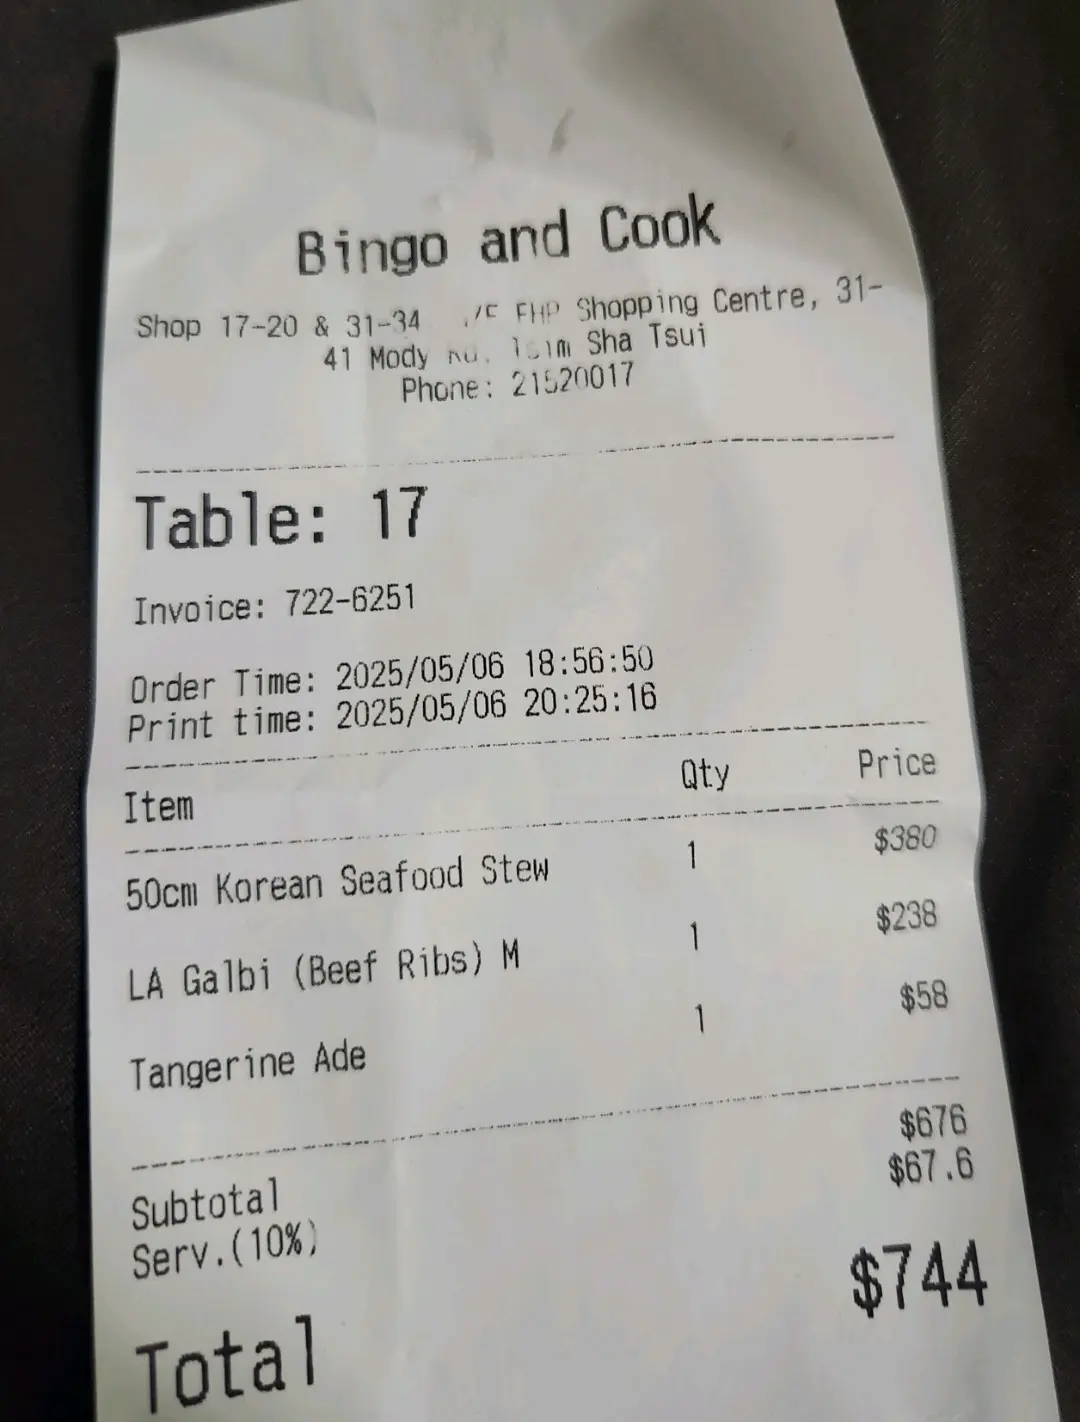 Bingo and Cook
Shop 17-20 & 31-34 Shopping Centre, 31-
41 Mody Sha Tsui
Phone: 21520017
Table: 17
Invoice: 722-6251
Order Time: 2025/05/06 18:56:50
Print time: 2025/05/06 20:25:16
Item Qty Price
50cm Korean Seafood Stew 1 $380
LA Galbi (Beef Ribs) M 1 $238
Tangerine Ade 1 $58
Subtotal $676
Serv.(10%) $67.6
Total $744